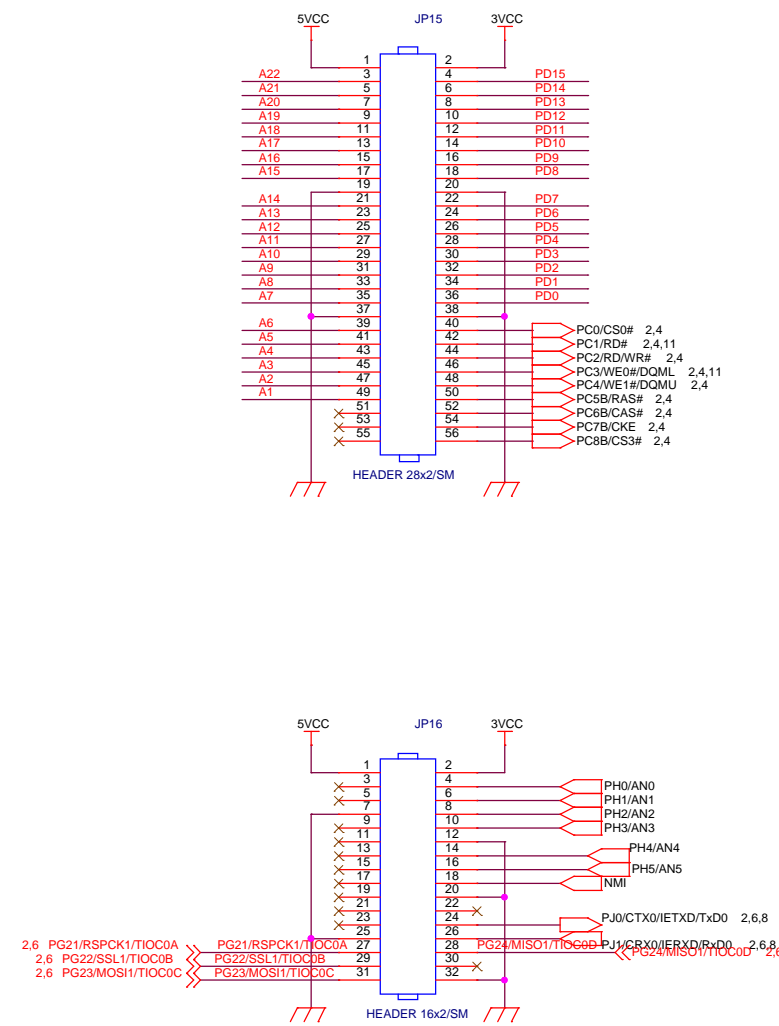 5VCC JP15 3VCC
1 2
A22 3 4 PD15
A21 5 6 PD14
A20 7 8 PD13
A19 9 10 PD12
A18 11 12 PD11
A17 13 14 PD10
A16 15 16 PD9
A15 17 18 PD8
19 20
A14 21 22 PD7
A13 23 24 PD6
A12 25 26 PD5
A11 27 28 PD4
A10 29 30 PD3
A9 31 32 PD2
A8 33 34 PD1
A7 35 36 PD0
37 38
A6 39 40 PC0/CS0# 2,4
A5 41 42 PC1/RD# 2,4,11
A4 43 44 PC2/RD/WR# 2,4
A3 45 46 PC3/WE0#/DQML 2,4,11
A2 47 48 PC4/WE1#/DQMU 2,4
A1 49 50 PC5B/RAS# 2,4
51 52 PC6B/CAS# 2,4
53 54 PC7B/CKE 2,4
55 56 PC8B/CS3# 2,4
HEADER 28x2/SM
5VCC JP16 3VCC
1 2
3 4 PH0/AN0
5 6 PH1/AN1
7 8 PH2/AN2
9 10 PH3/AN3
11 12
13 14 PH4/AN4
15 16 PH5/AN5
17 18 NMI
19 20
21 22
23 24 PJ0/CTX0/IETXD/TxD0 2,6,8
25 26 PJ1/CRX0/IERXD/RxD0 2,6,8
2,6 PG21/RSPCK1/TIOC0A PG21/RSPCK1/TIOC0A 27 28 PG24/MISO1/TIOC0D PG24/MISO1/TIOC0D 2,6
2,6 PG22/SSL1/TIOC0B PG22/SSL1/TIOC0B 29 30
2,6 PG23/MOSI1/TIOC0C PG23/MOSI1/TIOC0C 31 32
HEADER 16x2/SM